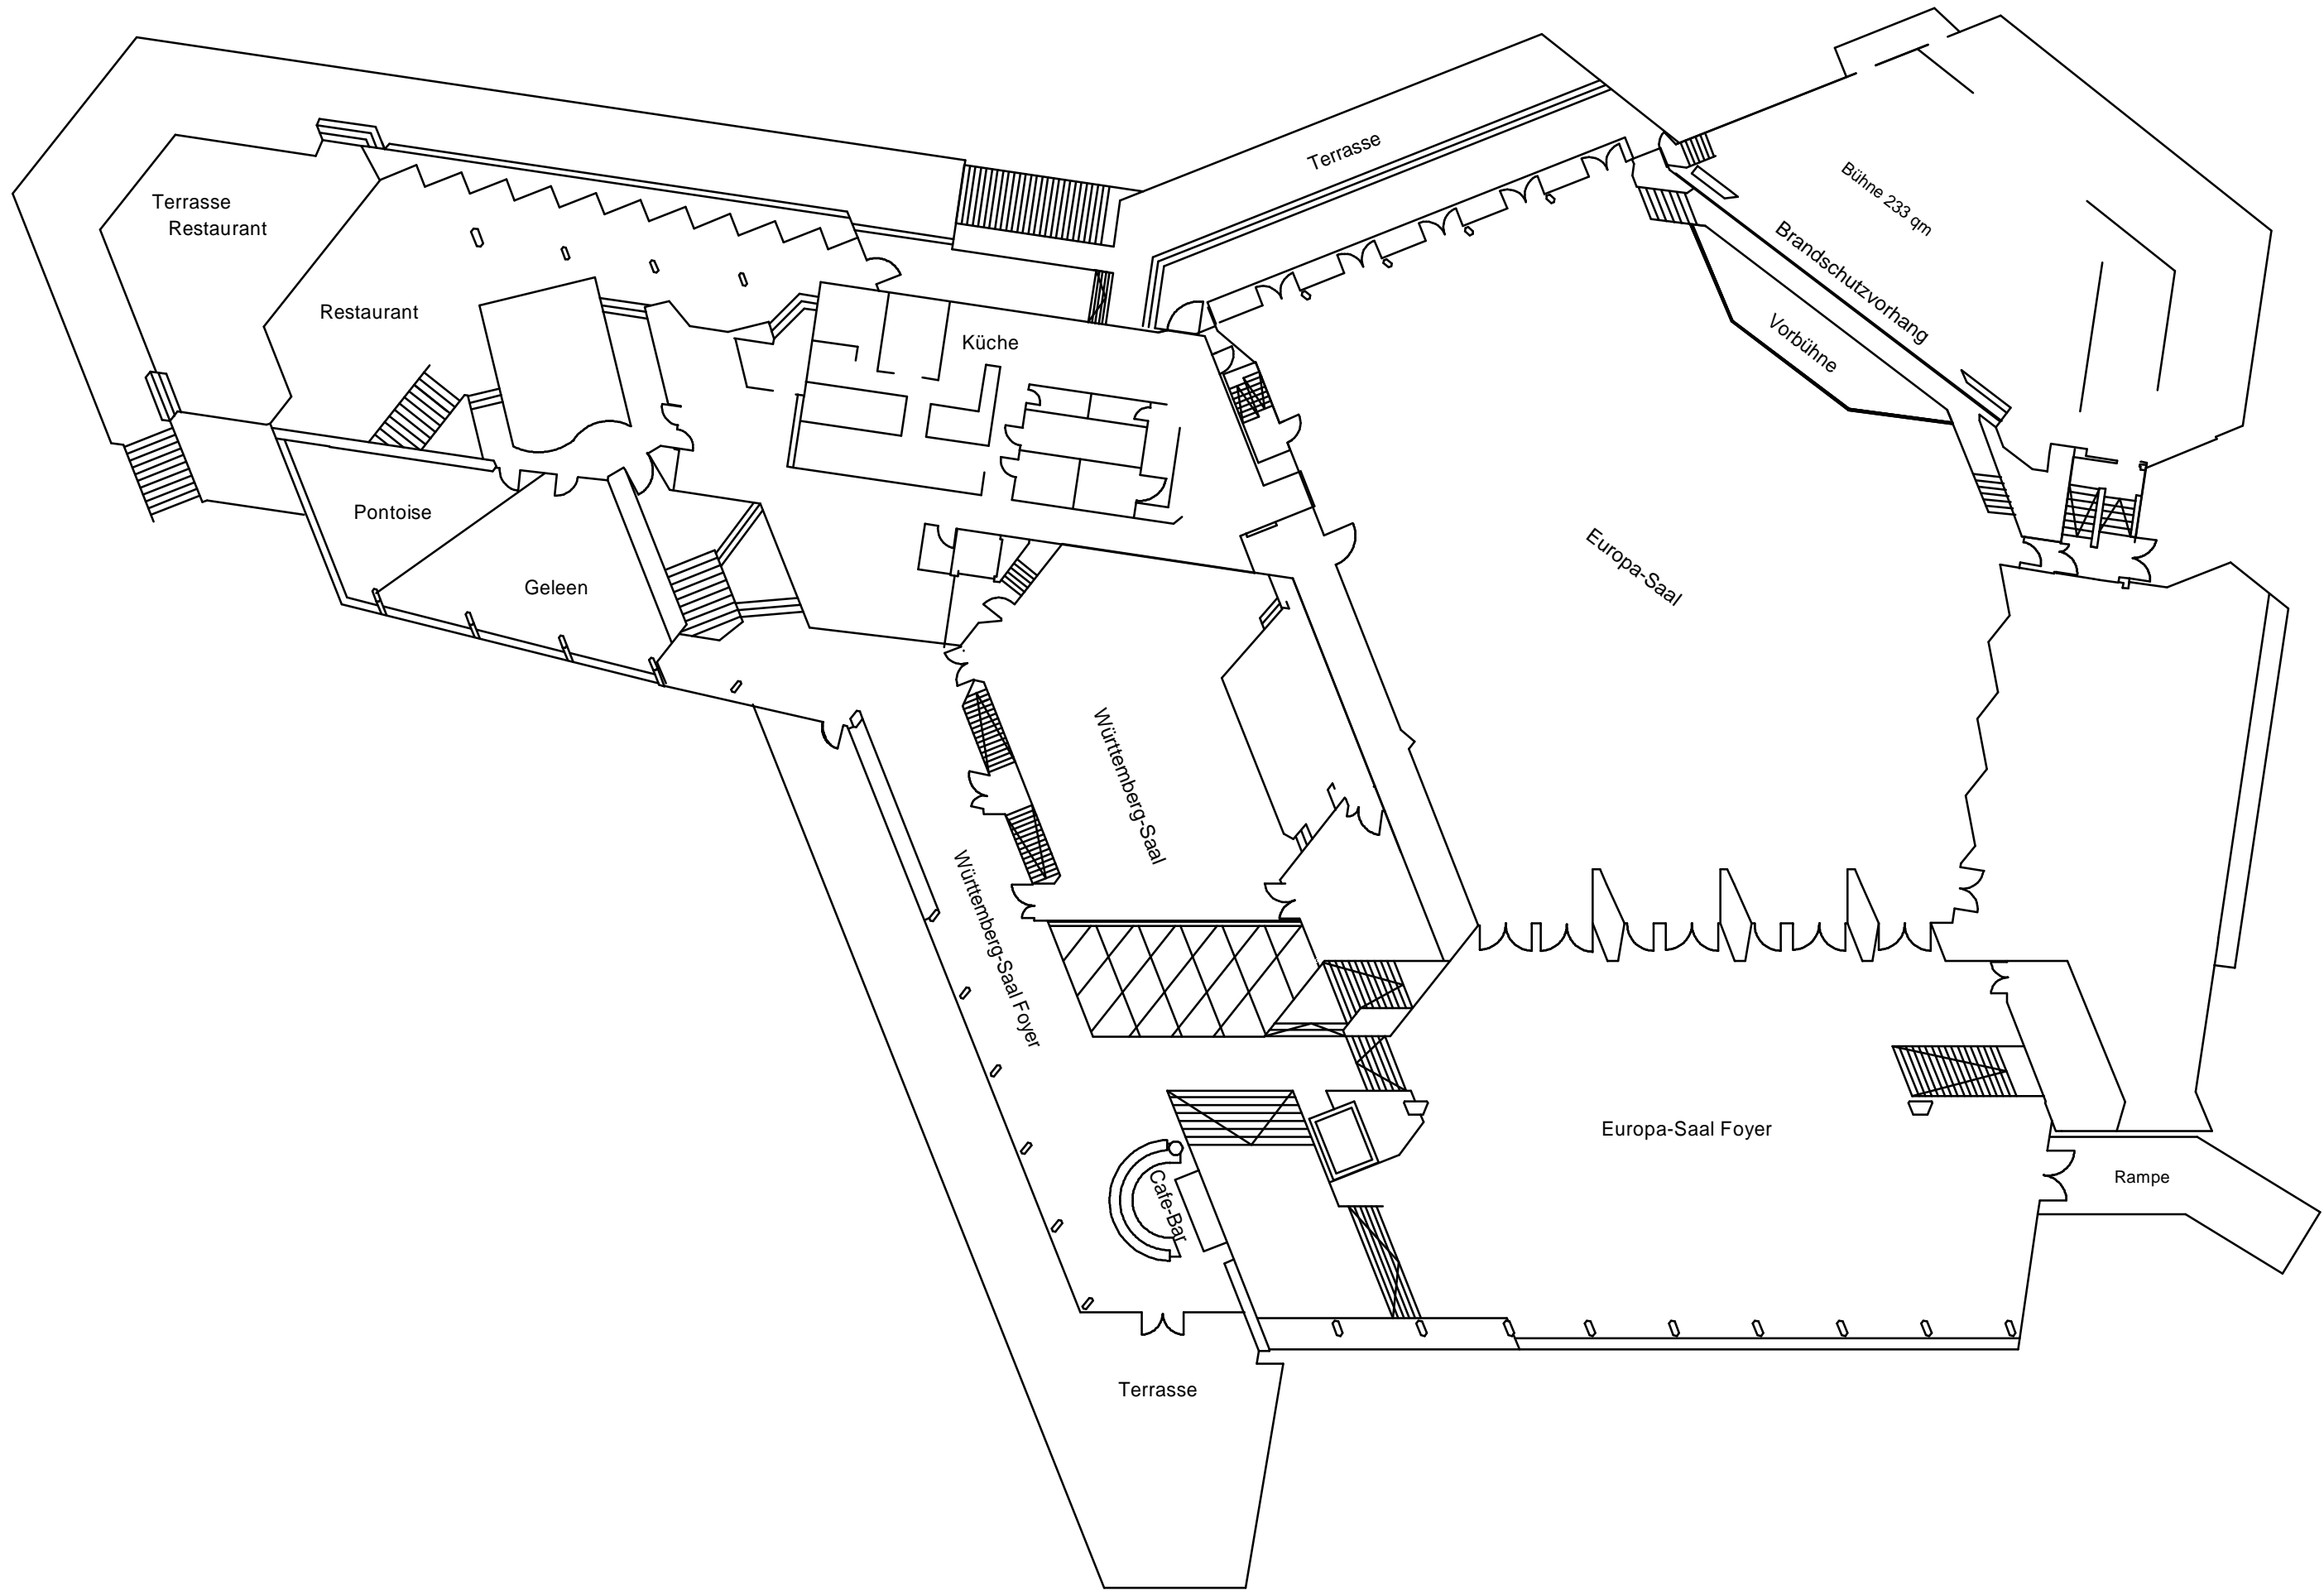 Terrasse
Bühne 233 qm
Terrasse
Restaurant
Brandschutzvorhang
Restaurant
Vorbühne
Küche
Pontoise
Europa-Saal
Geleen
Württemberg-Saal
Württemberg-Saal Foyer
Europa-Saal Foyer
Rampe
Cafe-Bar
Terrasse